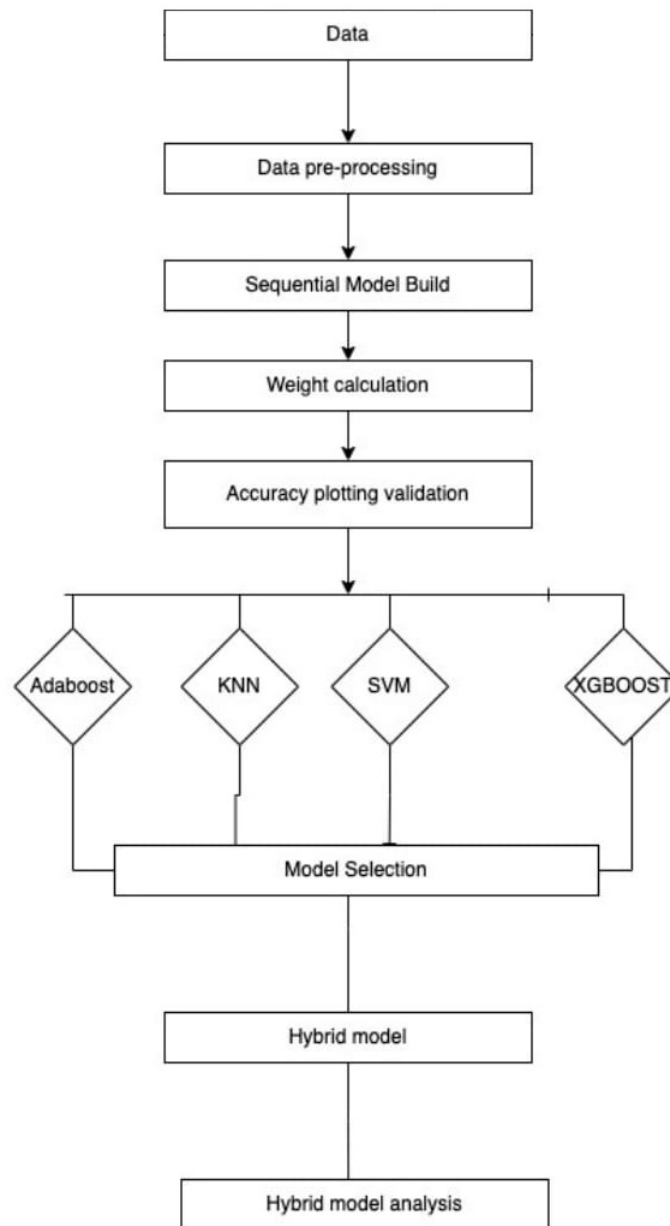 Data
Data pre-processing
Sequential Model Build
Weight calculation
Accuracy plotting validation
Adaboost
KNN
SVM
XGBOOST
Model Selection
Hybrid model
Hybrid model analysis